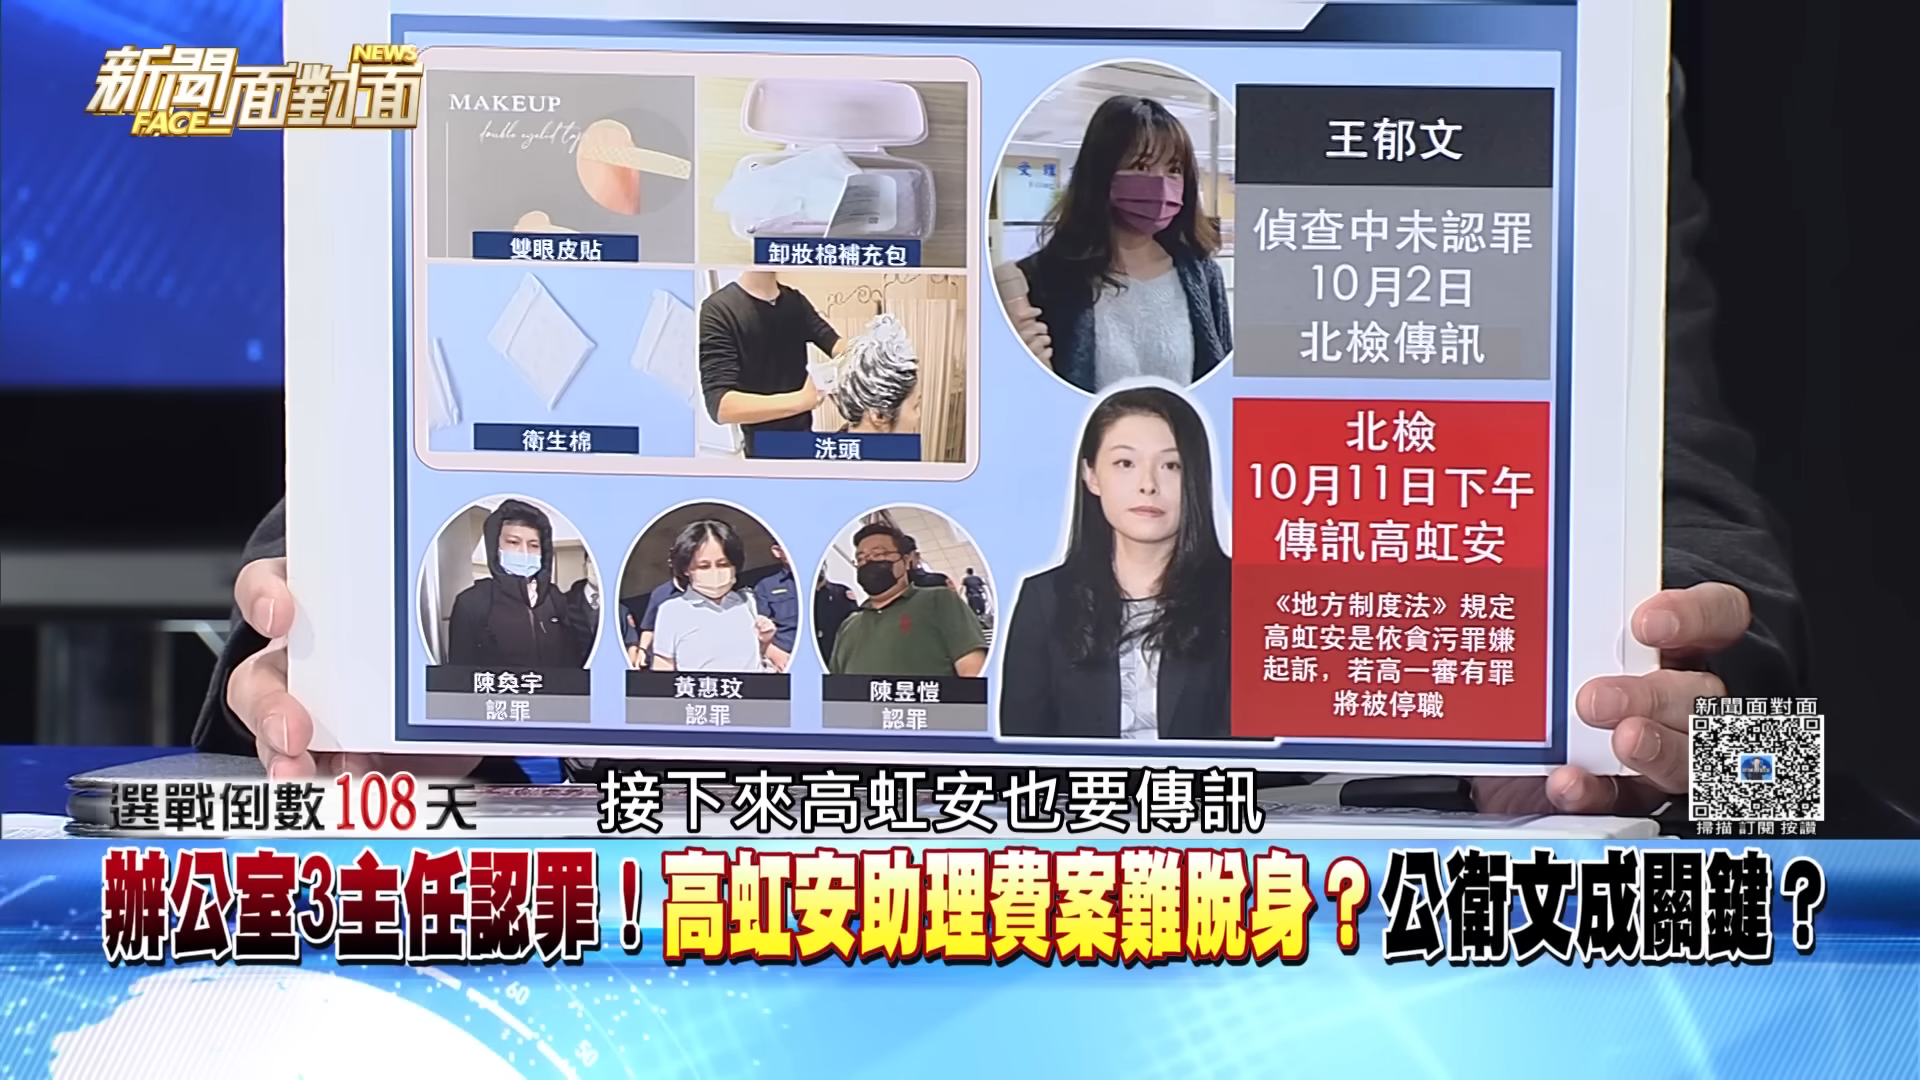 新聞面對面
NEWS
FACE
MAKEUP
double eyelid
雙眼皮貼
卸妝棉補充包
衛生棉
洗頭
王郁文
偵查中未認罪
10月2日
北檢傳訊
北檢
10月11日下午
傳訊高虹安
《地方制度法》規定
高虹安是依貪污罪嫌
起訴，若高一審有罪
將被停職
陳奐宇
認罪
黃惠玟
認罪
陳昱愷
認罪
新聞面對面
掃描 訂閱 按讚
選戰倒數108天
接下來高虹安也要傳訊
辦公室3主任認罪！高虹安助理費案難脫身？公衛文成關鍵？
60
50